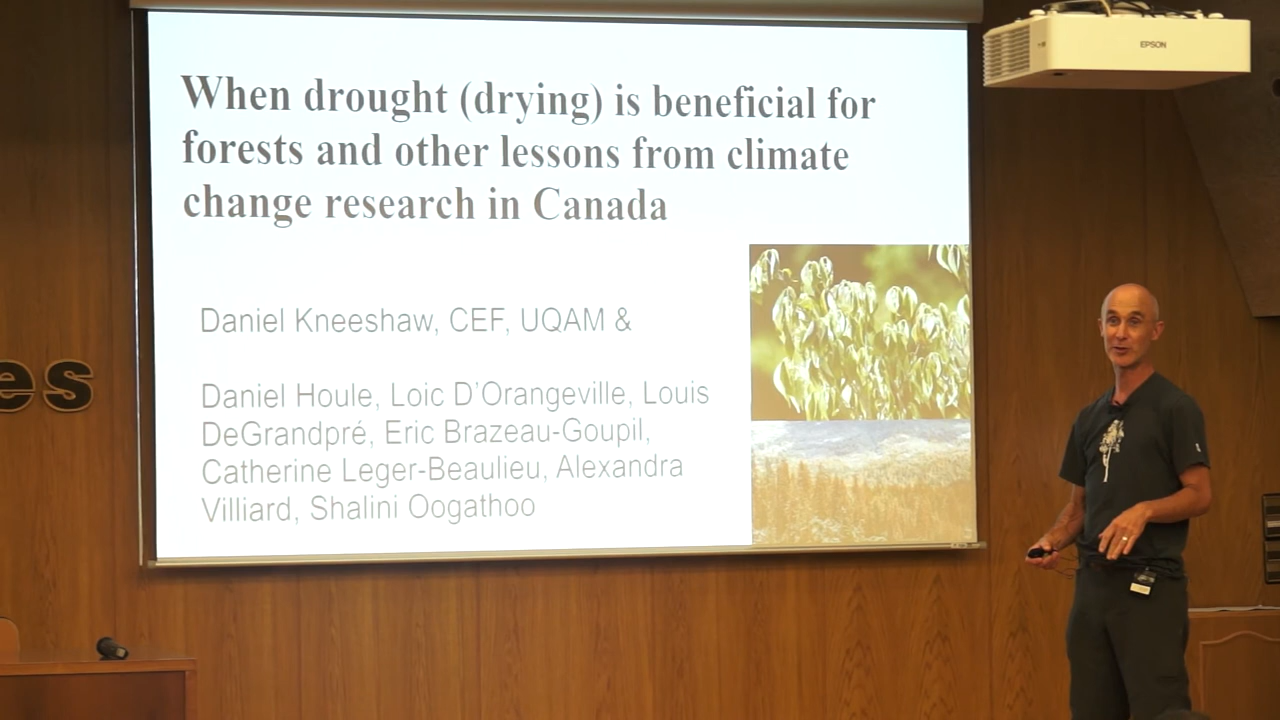 When drought (drying) is beneficial for
forests and other lessons from climate
change research in Canada
Daniel Kneeshaw, CEF, UQAM &
Daniel Houle, Loic D'Orangeville, Louis
DeGrandpré, Eric Brazeau-Goupil,
Catherine Leger-Beaulieu, Alexandra
Villiard, Shalini Oogathoo
EPSON
es